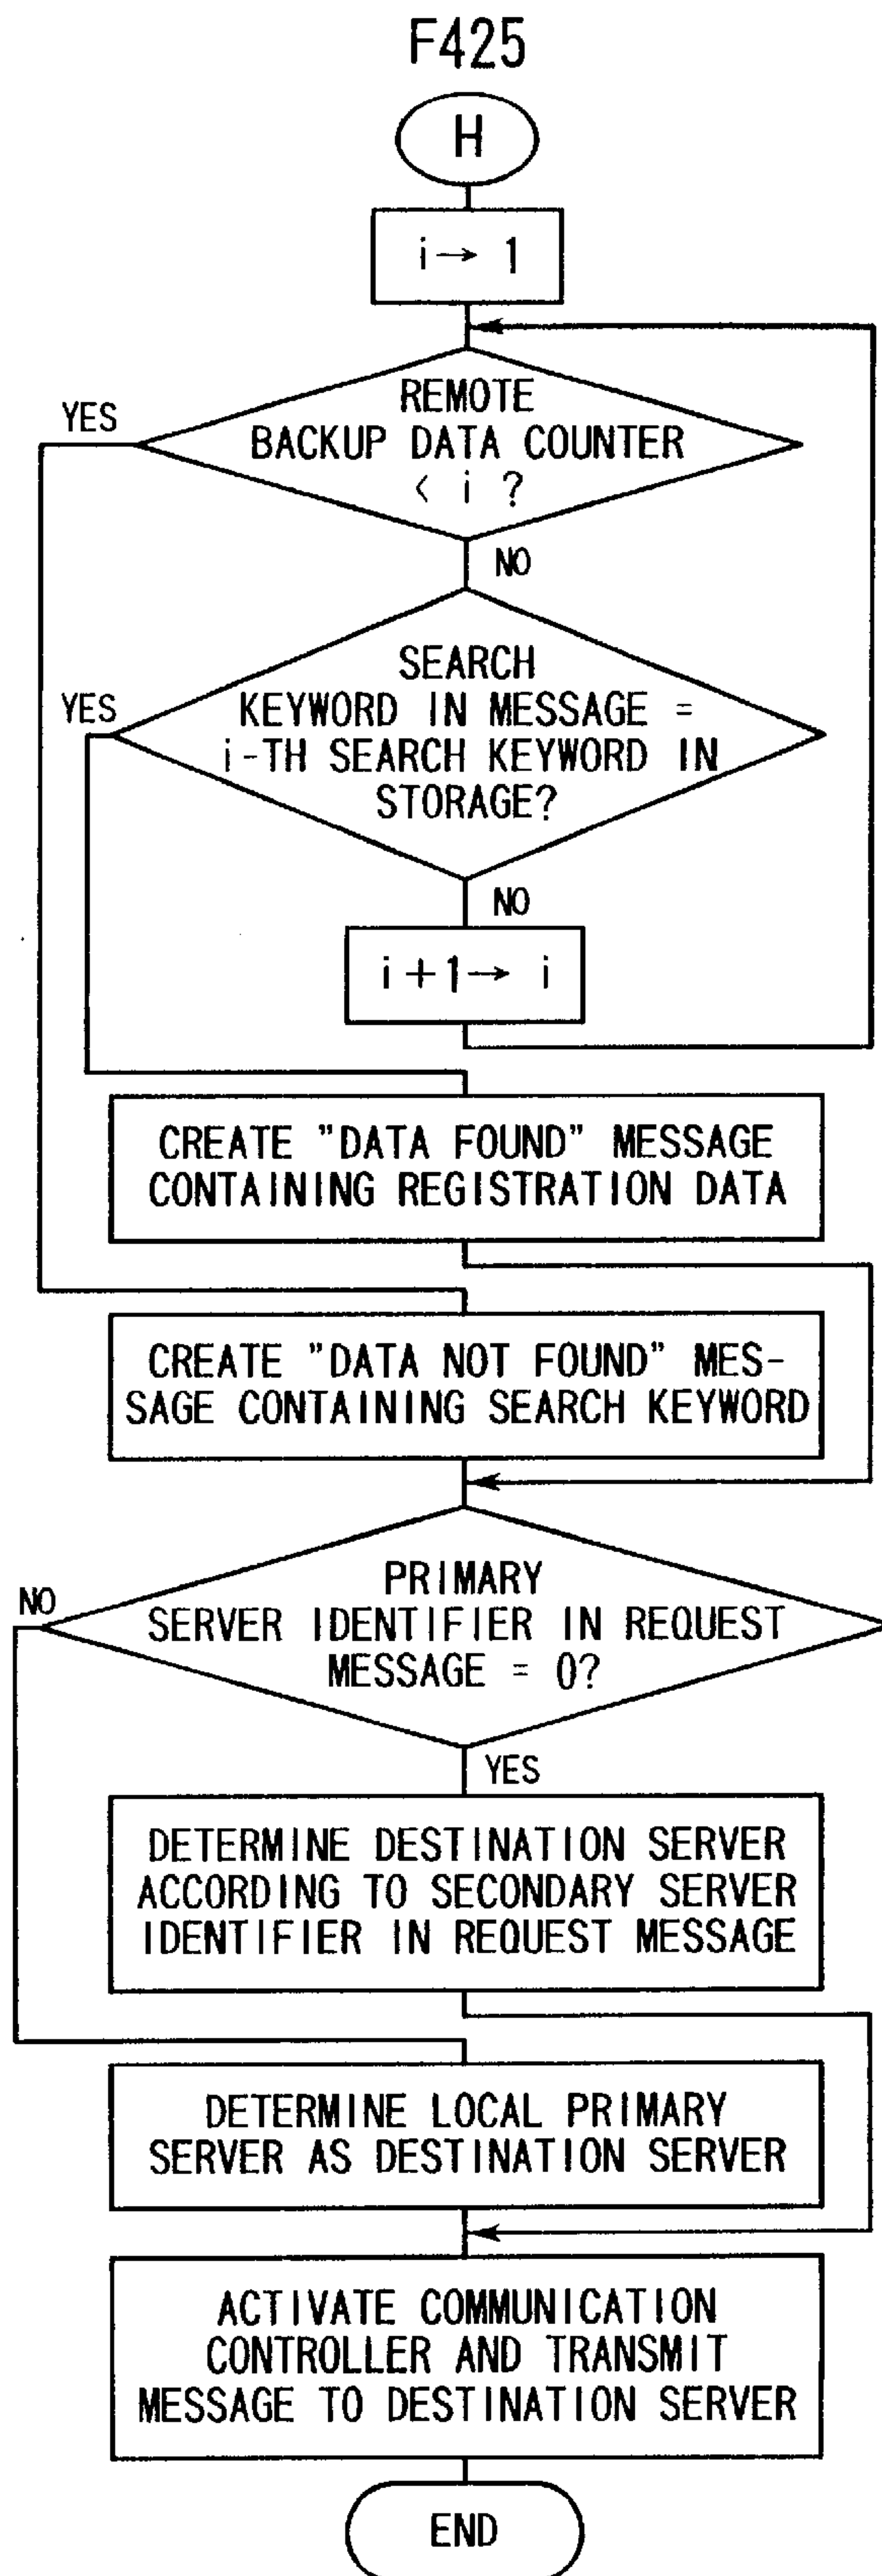 F425
H
i→ 1
REMOTE
BACKUP DATA COUNTER
< i ?
YES
NO
SEARCH
KEYWORD IN MESSAGE =
i-TH SEARCH KEYWORD IN
STORAGE?
YES
NO
i+1→ i
CREATE "DATA FOUND" MESSAGE
CONTAINING REGISTRATION DATA
CREATE "DATA NOT FOUND" MES-
SAGE CONTAINING SEARCH KEYWORD
PRIMARY
SERVER IDENTIFIER IN REQUEST
MESSAGE = 0?
NO
YES
DETERMINE DESTINATION SERVER
ACCORDING TO SECONDARY SERVER
IDENTIFIER IN REQUEST MESSAGE
DETERMINE LOCAL PRIMARY
SERVER AS DESTINATION SERVER
ACTIVATE COMMUNICATION
CONTROLLER AND TRANSMIT
MESSAGE TO DESTINATION SERVER
END